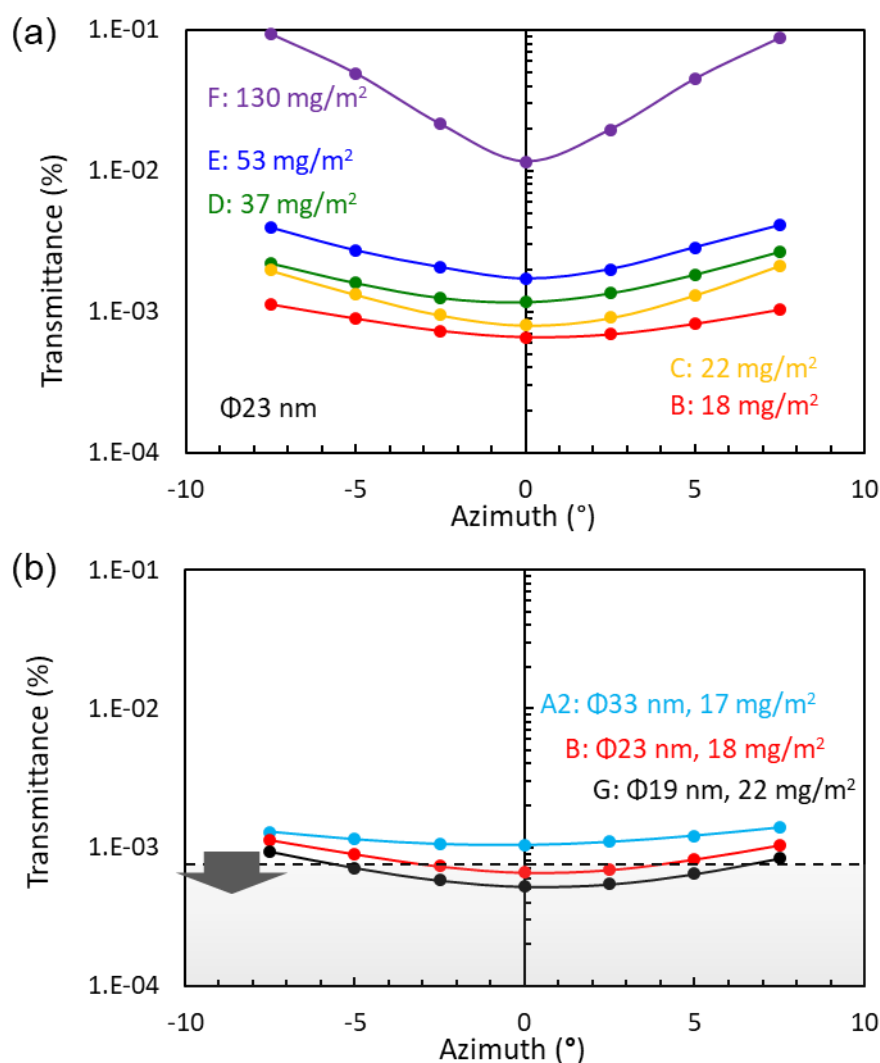 (a)
1.E-01
F: 130 mg/m²
1.E-02
E: 53 mg/m²
D: 37 mg/m²
Transmittance (%)
1.E-03
C: 22 mg/m²
Φ23 nm
B: 18 mg/m²
1.E-04
-10 -5 0 5 10
Azimuth (°)
(b)
1.E-01
1.E-02
A2: Φ33 nm, 17 mg/m²
B: Φ23 nm, 18 mg/m²
G: Φ19 nm, 22 mg/m²
Transmittance (%)
1.E-03
1.E-04
-10 -5 0 5 10
Azimuth (°)